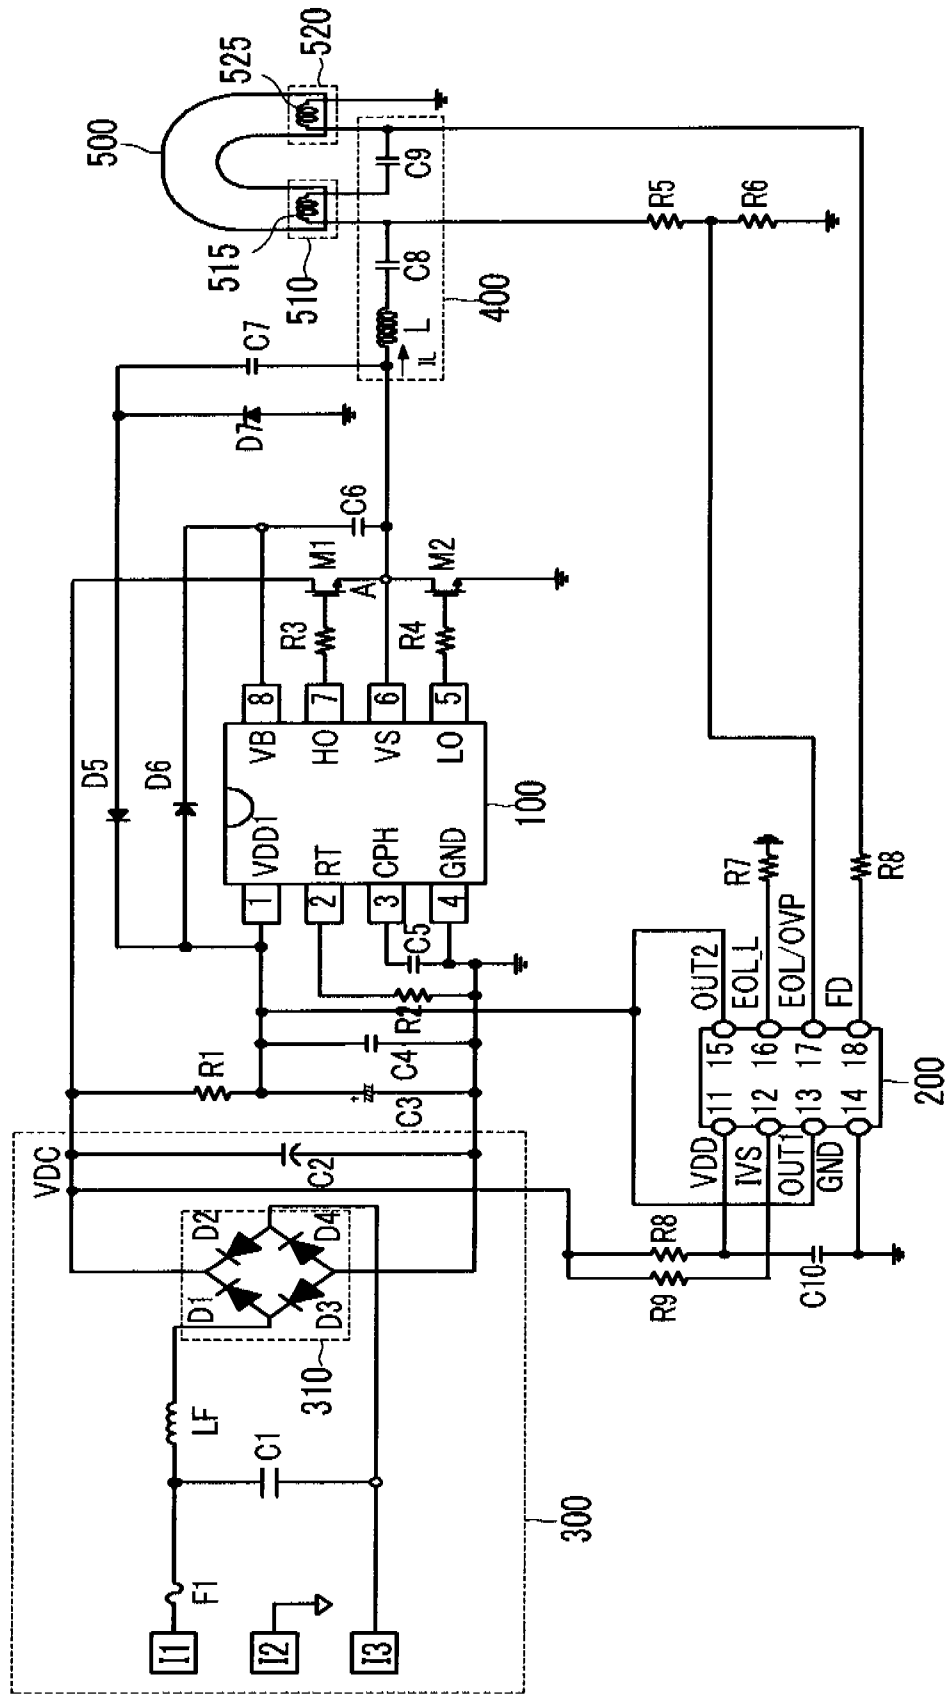 I1
I2
I3
F1
C1
LF
300
310
D1
D2
D3
D4
VDC
C2
R1
C3
C4
R2
C5
D5
D6
1
VDD1
2
RT
3
CPH
4
GND
VB
8
HO
7
VS
6
LO
5
100
R3
R4
M1
A
M2
C6
D7
C7
IL
L
C8
C9
400
500
510
515
520
525
R5
R6
R9
R8
C10
VDD
IVS
OUT1
GND
11
12
13
14
15
16
17
18
OUT2
EOL_L
EOL/OVP
FD
R7
R8
200